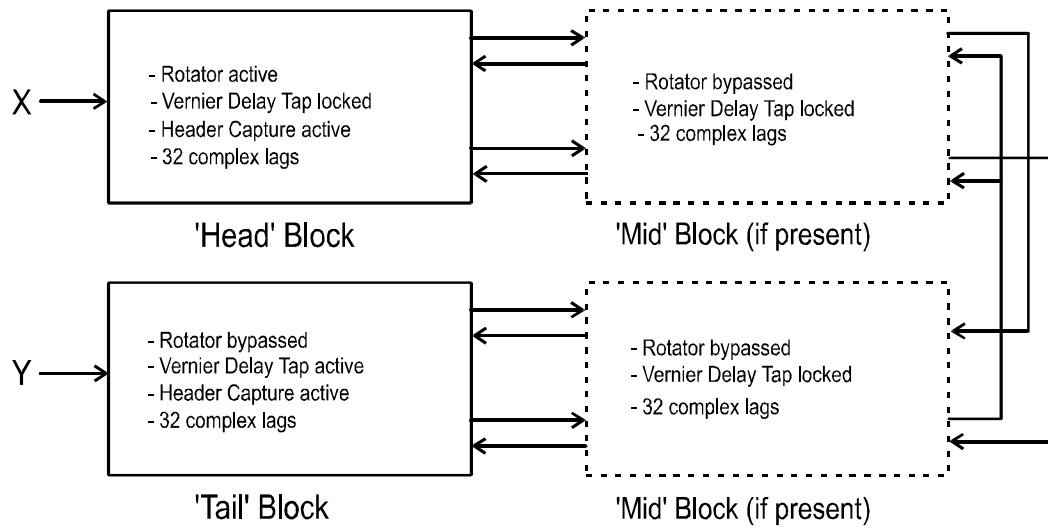 X
- Rotator active
- Vernier Delay Tap locked
- Header Capture active
- 32 complex lags
'Head' Block
- Rotator bypassed
- Vernier Delay Tap locked
- 32 complex lags
'Mid' Block (if present)
Y
- Rotator bypassed
- Vernier Delay Tap active
- Header Capture active
- 32 complex lags
'Tail' Block
- Rotator bypassed
- Vernier Delay Tap locked
- 32 complex lags
'Mid' Block (if present)